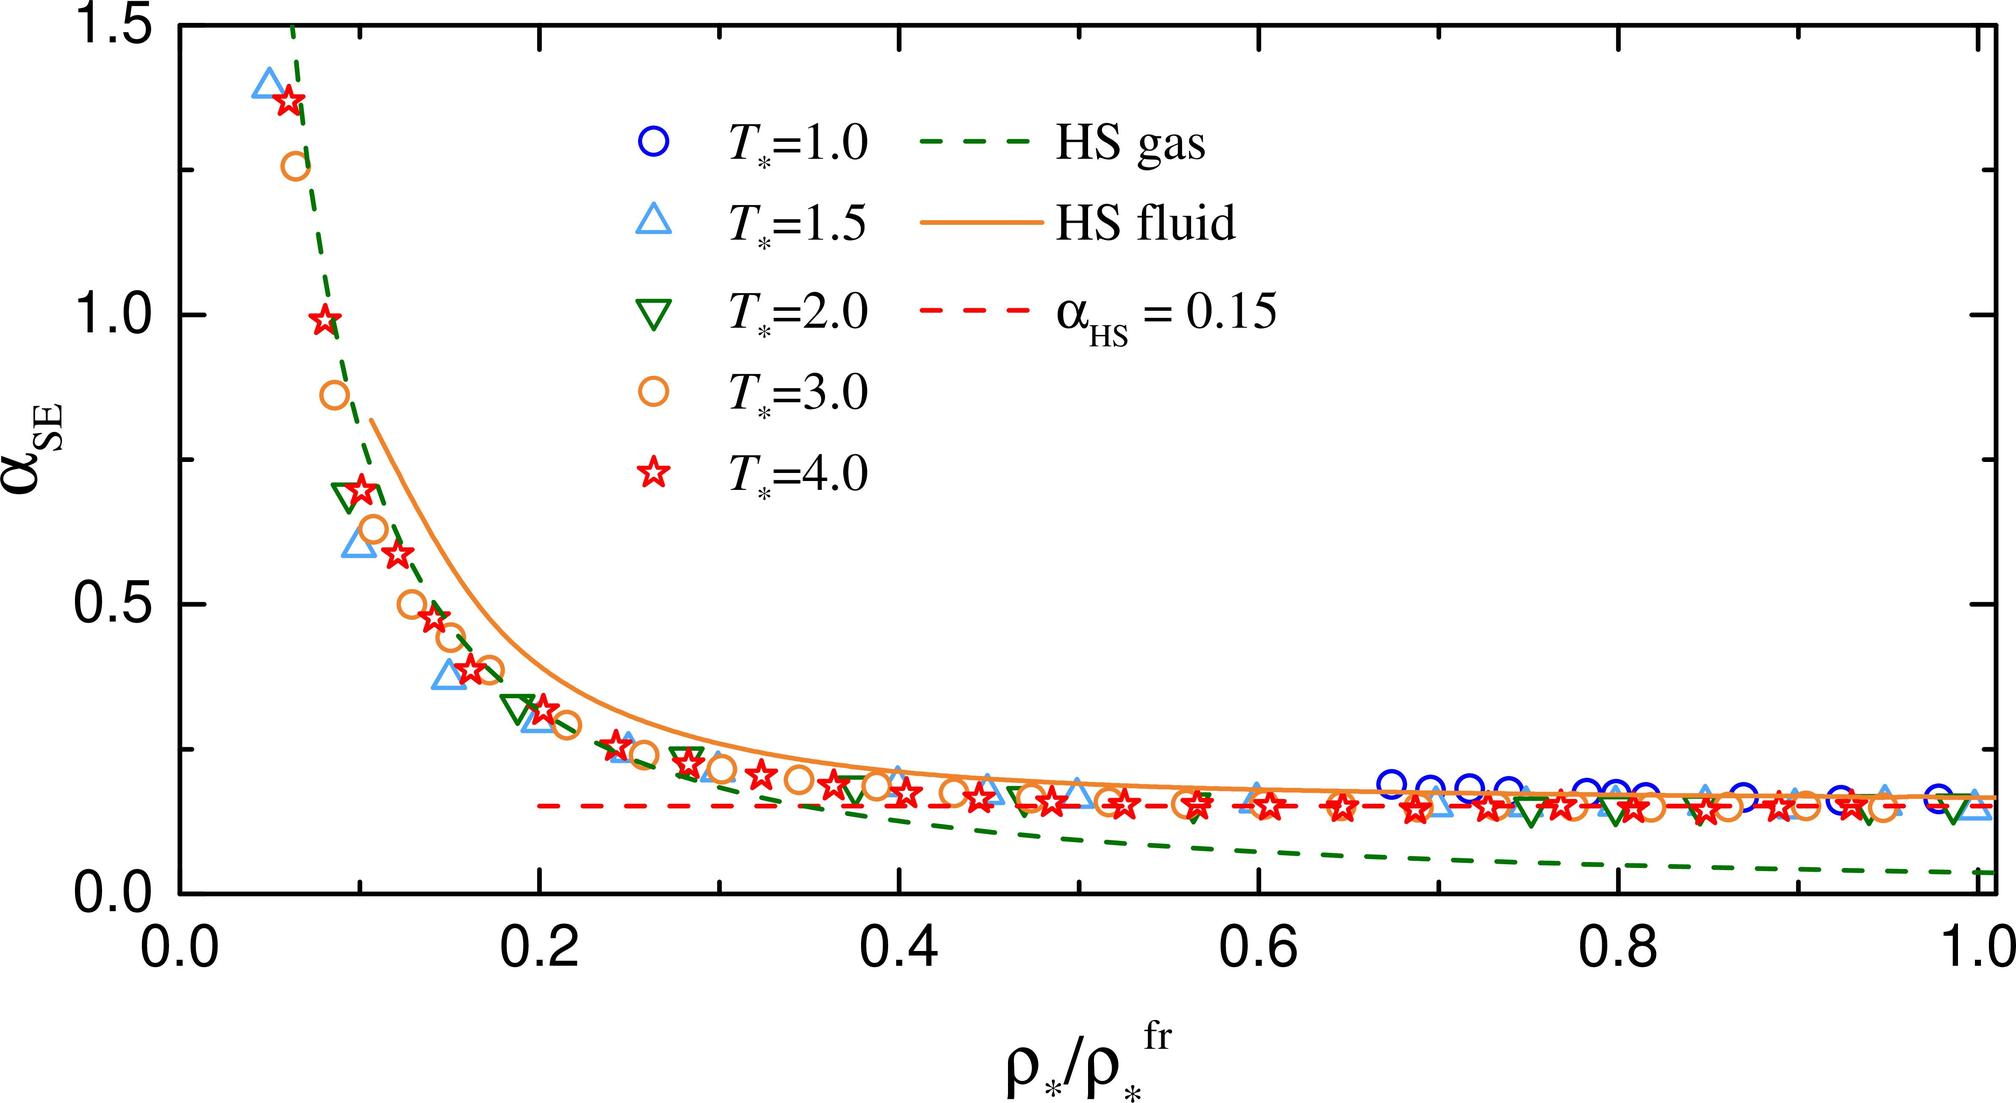 1.5
1.0
0.5
0.0
α_SE
T_*=1.0
T_*=1.5
T_*=2.0
T_*=3.0
T_*=4.0
HS gas
HS fluid
α_HS = 0.15
0.0 0.2 0.4 0.6 0.8 1.0
ρ_*/ρ_*^fr